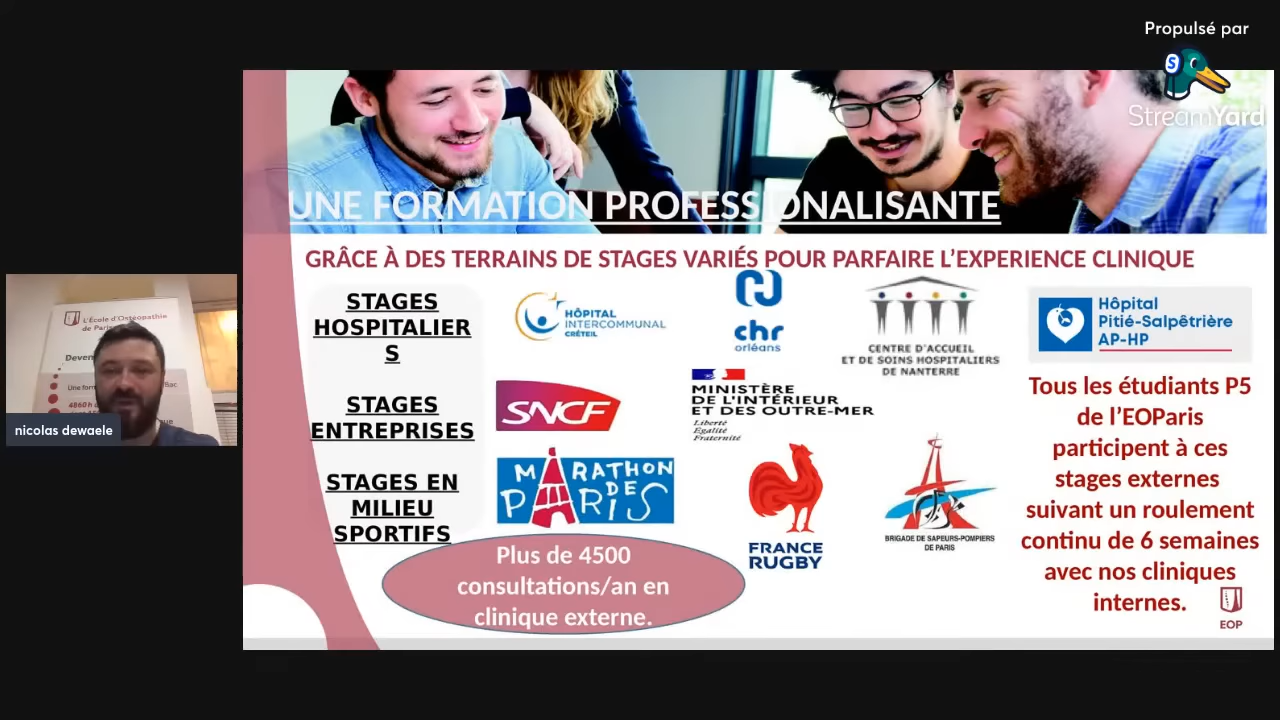 Propulsé par
StreamYard
UNE FORMATION PROFESSIONALISANTE
GRÂCE À DES TERRAINS DE STAGES VARIÉS POUR PARFAIRE L’EXPERIENCE CLINIQUE
STAGES
HOSPITALIER
S
HÔPITAL
INTERCOMMUNAL
CRÉTEIL
chr
orléans
CENTRE D'ACCUEIL
ET DE SOINS HOSPITALIERS
DE NANTERRE
Hôpital
Pitié-Salpêtrière
AP-HP
STAGES
ENTREPRISES
SNCF
MINISTÈRE
DE L'INTÉRIEUR
ET DES OUTRE-MER
Liberté
Égalité
Fraternité
STAGES EN
MILIEU
SPORTIFS
MARATHON
DE
PARIS
FRANCE
RUGBY
BRIGADE DE SAPEURS-POMPIERS
DE PARIS
Tous les étudiants P5
de l’EOParis
participent à ces
stages externes
suivant un roulement
continu de 6 semaines
avec nos cliniques
internes.
EOP
Plus de 4500
consultations/an en
clinique externe.
L'École d'Ostéopathie
de Paris
Deven
Une form
nicolas dewaele